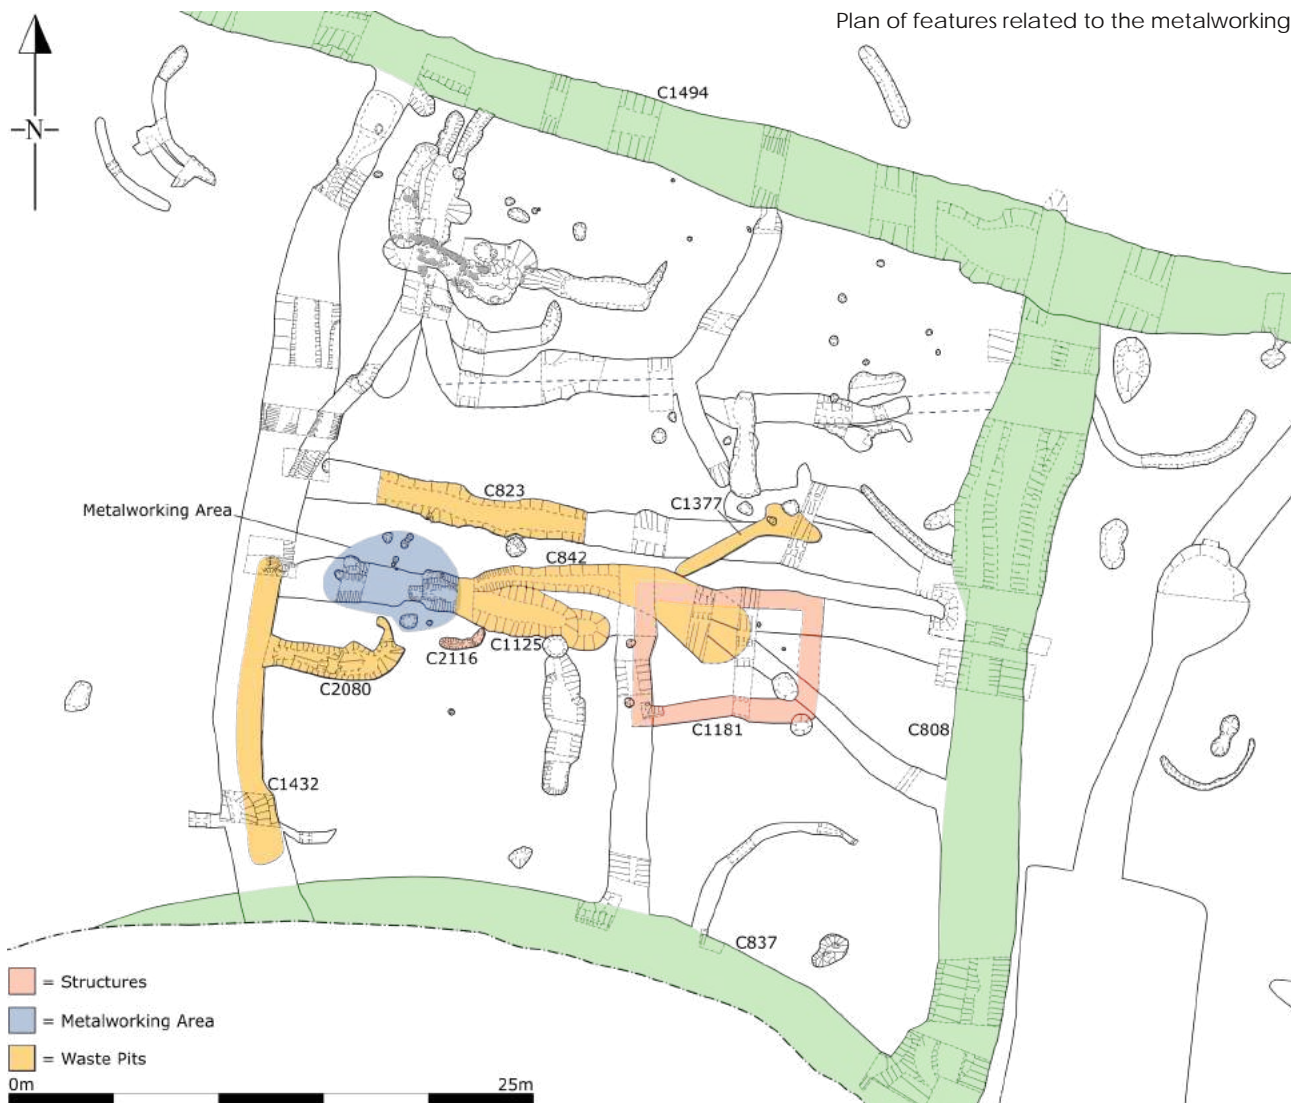 Plan of features related to the metalworking
C1494
–N–
C823
C1377
Metalworking Area
C842
C2116
C1125
C2080
C1181
C808
C1432
C837
= Structures
= Metalworking Area
= Waste Pits
0m 25m